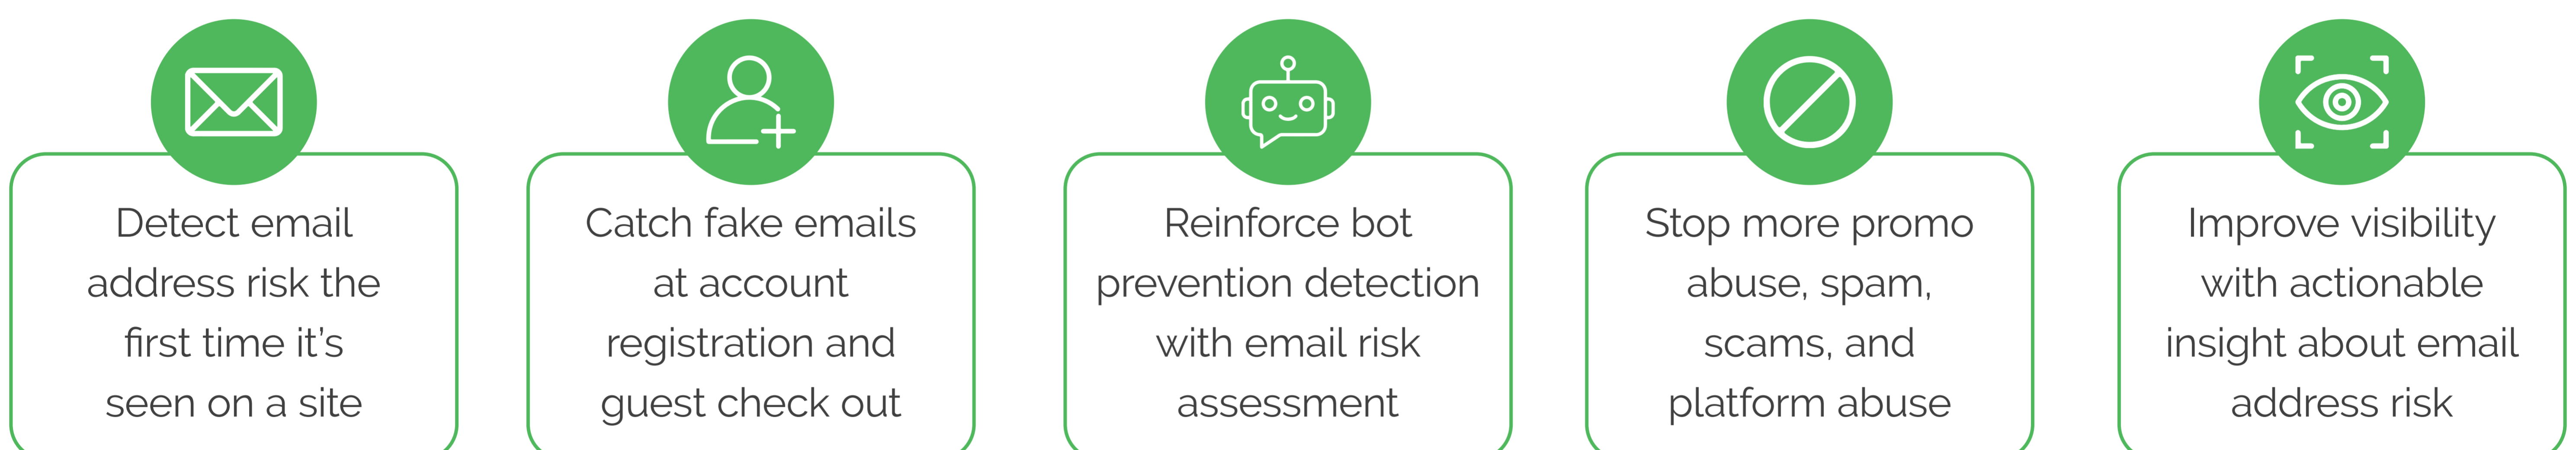 Detect email
address risk the
first time it’s
seen on a site
Catch fake emails
at account
registration and
guest check out
Reinforce bot
prevention detection
with email risk
assessment
Stop more promo
abuse, spam,
scams, and
platform abuse
Improve visibility
with actionable
insight about email
address risk